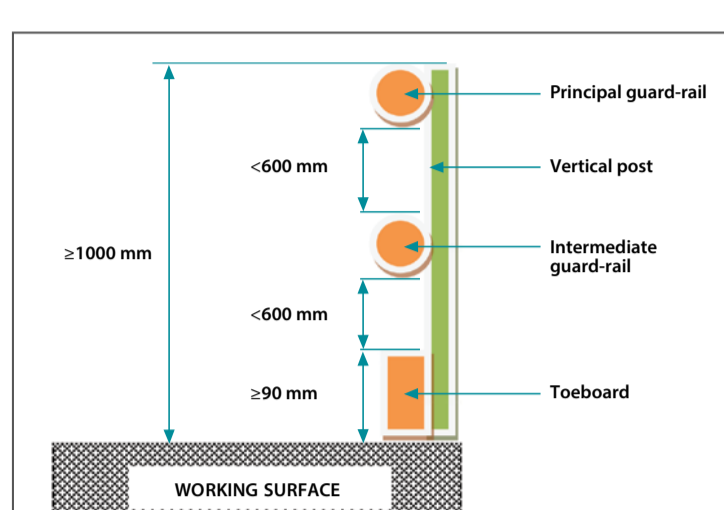 Principal guard-rail
<600 mm
Vertical post
≥1000 mm
Intermediate
guard-rail
<600 mm
≥90 mm
Toeboard
WORKING SURFACE